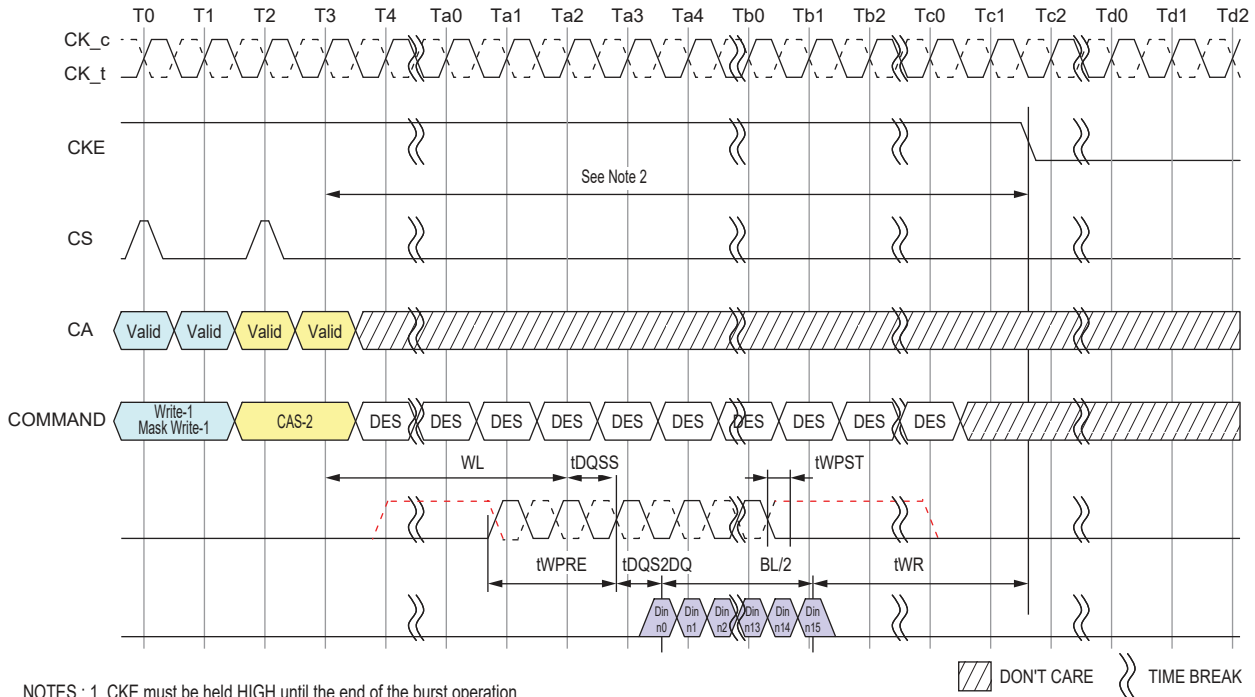 T0 T1 T2 T3 T4 Ta0 Ta1 Ta2 Ta3 Ta4 Tb0 Tb1 Tb2 Tc0 Tc1 Tc2 Td0 Td1 Td2
CK_c
CK_t
CKE
See Note 2
CS
CA Valid Valid Valid Valid
COMMAND Write-1 Mask Write-1 CAS-2 DES DES DES DES DES DES DES DES DES DES
WL tDQSS tWPST
tWPRE tDQS2DQ BL/2 tWR
Din n0 Din n1 Din n2 Din n13 Din n14 Din n15
DON'T CARE TIME BREAK
NOTES : 1. CKE must be held HIGH until the end of the burst operation